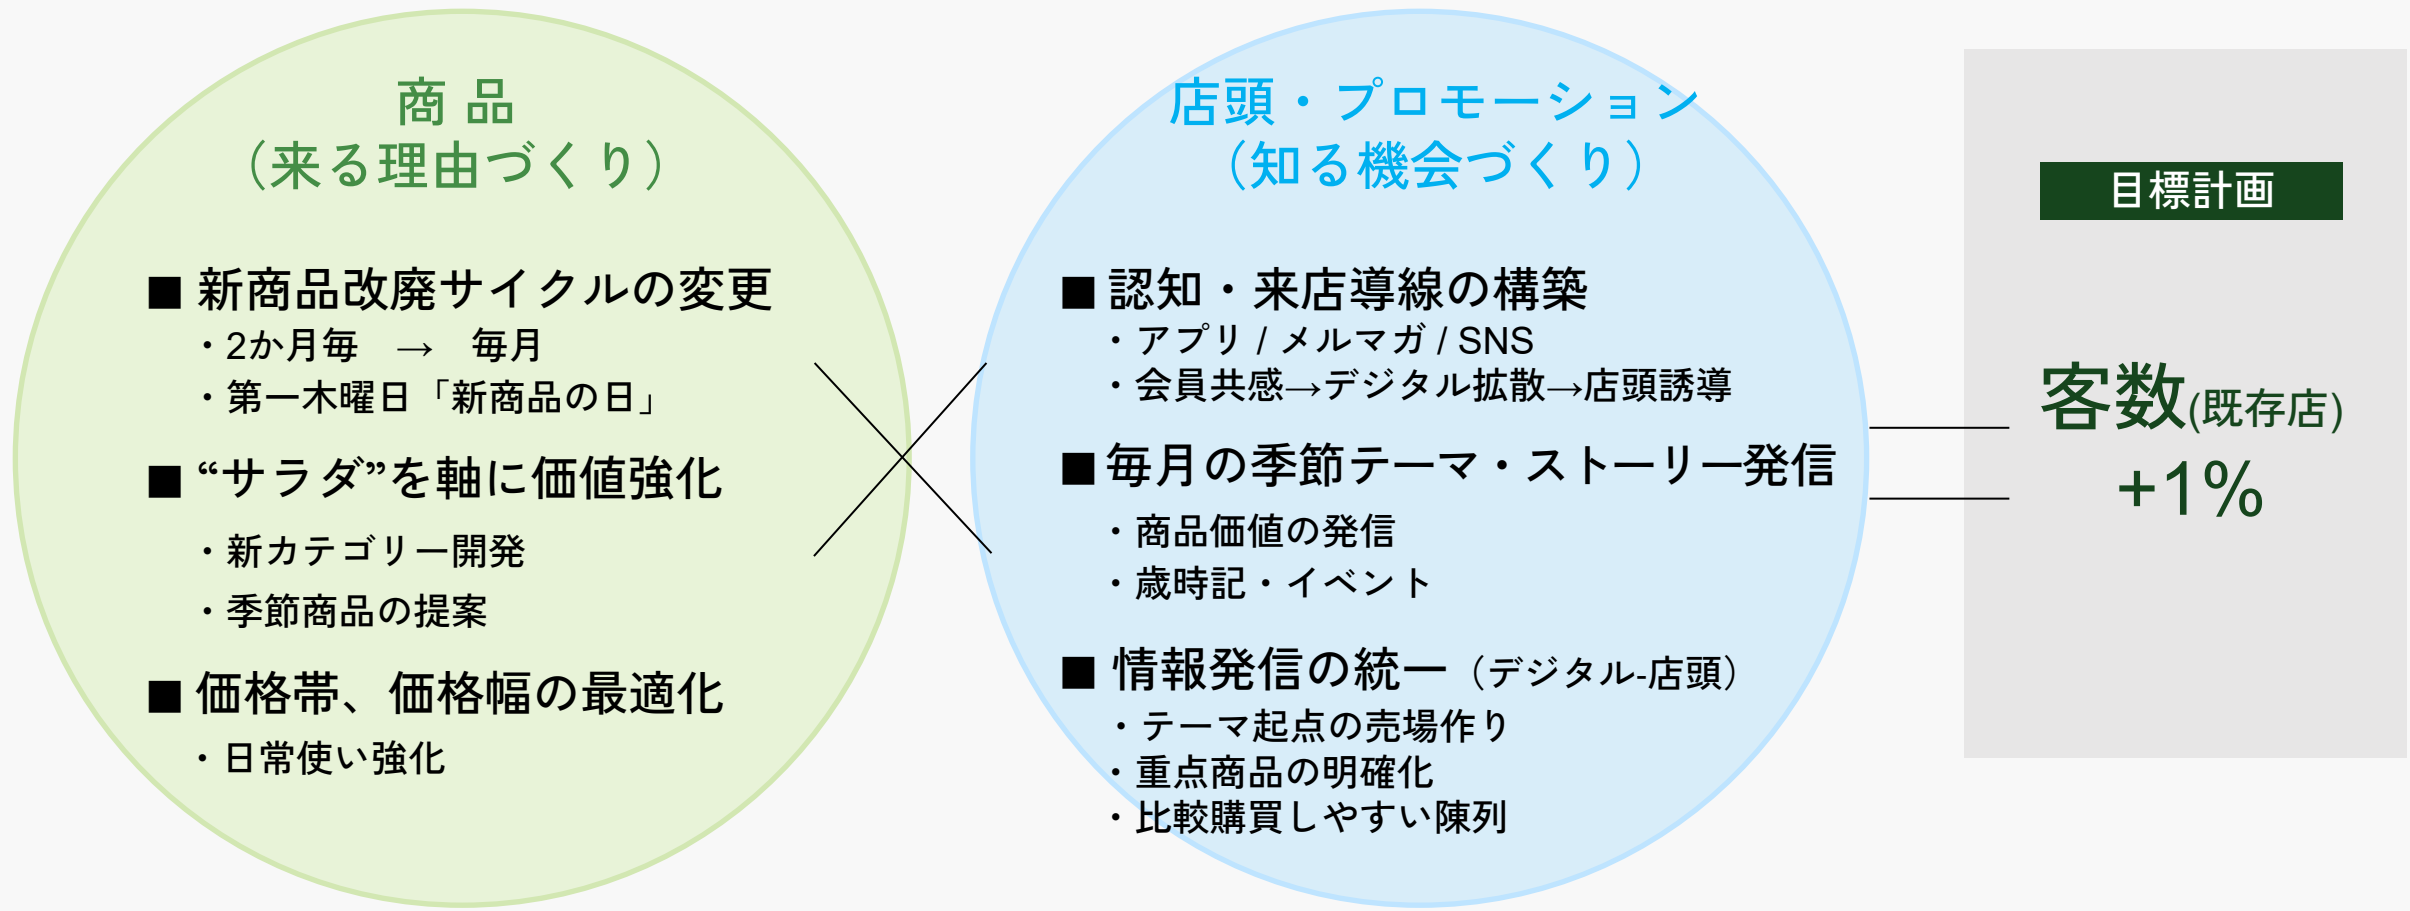 商 品
（来る理由づくり）
■ 新商品改廃サイクルの変更
・2か月毎　→　毎月
・第一木曜日「新商品の日」
■ “サラダ”を軸に価値強化
・新カテゴリー開発
・季節商品の提案
■ 価格帯、価格幅の最適化
・日常使い強化
店頭・プロモーション
（知る機会づくり）
■ 認知・来店導線の構築
・アプリ / メルマガ / SNS
・会員共感→デジタル拡散→店頭誘導
■ 毎月の季節テーマ・ストーリー発信
・商品価値の発信
・歳時記・イベント
■ 情報発信の統一（デジタル-店頭）
・テーマ起点の売場作り
・重点商品の明確化
・比較購買しやすい陳列
目標計画
客数(既存店)
+1%